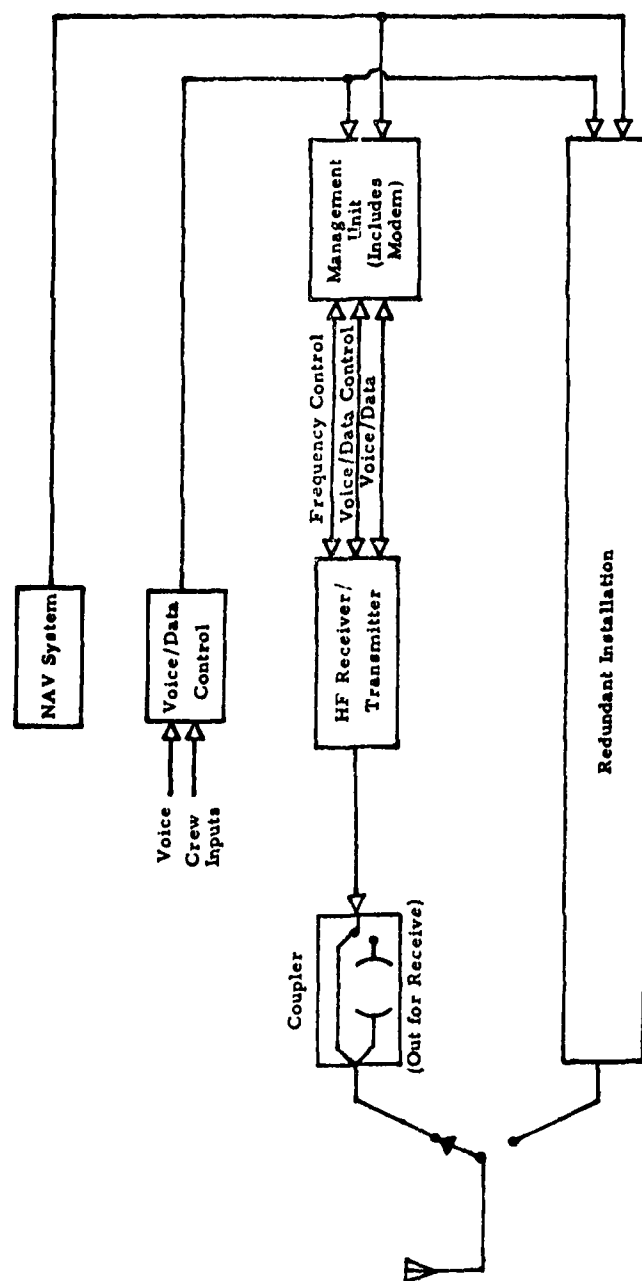 NAV System
Voice
Crew
Inputs
Voice/Data
Control
Coupler
(Out for Receive)
HF Receiver/
Transmitter
Frequency Control
Voice/Data Control
Voice/Data
Management
Unit
(Includes
Modem)
Redundant Installation